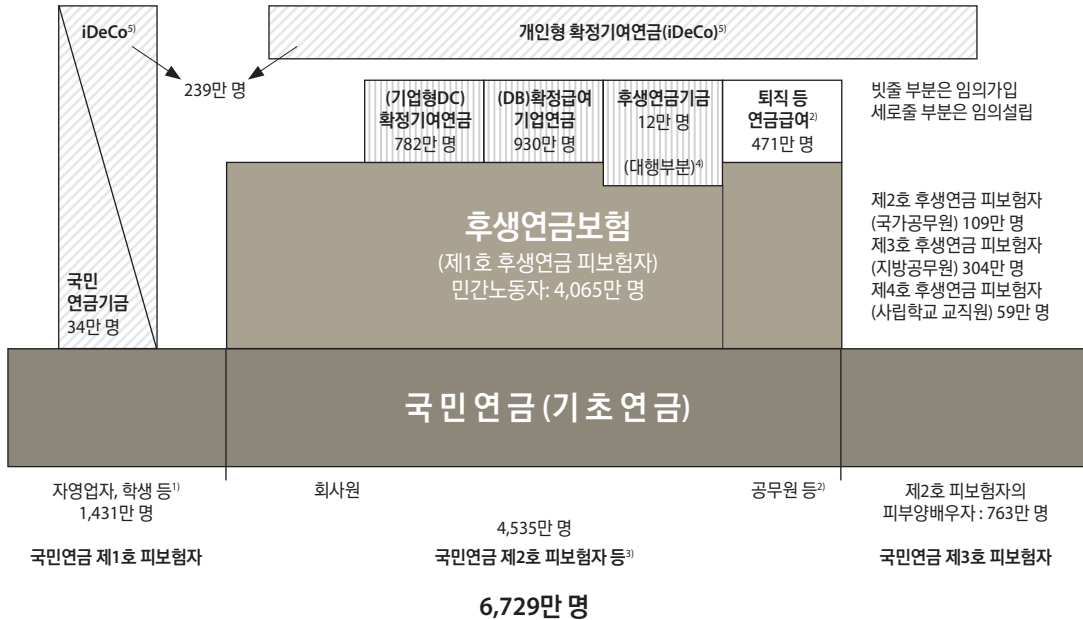 iDeCo5)
개인형 확정기여연금(iDeCo)5)
239만 명
(기업형DC)
확정기여연금
782만 명
(DB)확정급여
기업연금
930만 명
후생연금기금
12만 명
(대행부분)4)
퇴직 등
연금급여2)
471만 명
빗줄 부분은 임의가입
세로줄 부분은 임의설립
후생연금보험
(제1호 후생연금 피보험자)
민간노동자: 4,065만 명
제2호 후생연금 피보험자
(국가공무원) 109만 명
제3호 후생연금 피보험자
(지방공무원) 304만 명
제4호 후생연금 피보험자
(사립학교 교직원) 59만 명
국민
연금기금
34만 명
국민연금(기초연금)
자영업자, 학생 등1)
1,431만 명
국민연금 제1호 피보험자
회사원
공무원 등2)
4,535만 명
국민연금 제2호 피보험자 등3)
제2호 피보험자의
피부양배우자 : 763만 명
국민연금 제3호 피보험자
6,729만 명